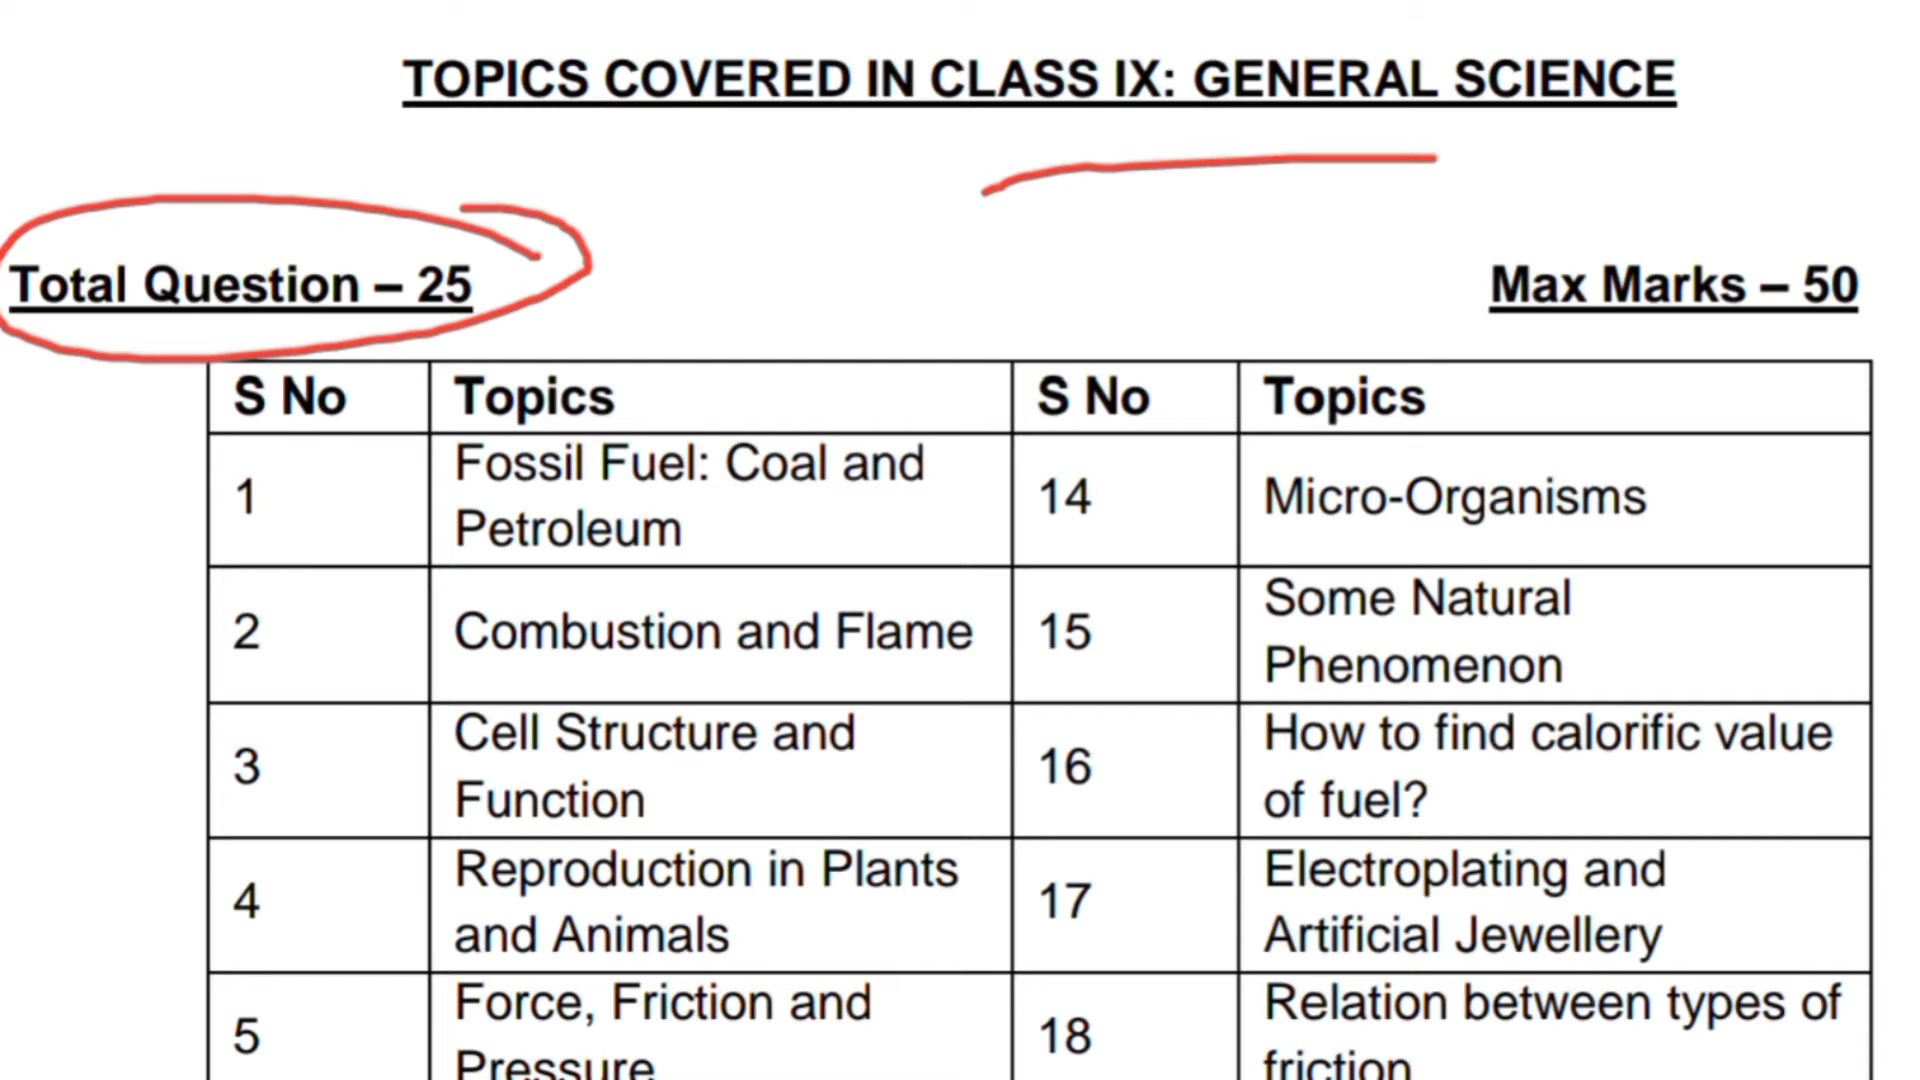 TOPICS COVERED IN CLASS IX: GENERAL SCIENCE
Total Question – 25
Max Marks – 50
S No Topics S No Topics
1 Fossil Fuel: Coal and Petroleum 14 Micro-Organisms
2 Combustion and Flame 15 Some Natural Phenomenon
3 Cell Structure and Function 16 How to find calorific value of fuel?
4 Reproduction in Plants and Animals 17 Electroplating and Artificial Jewellery
5 Force, Friction and Pressure 18 Relation between types of friction